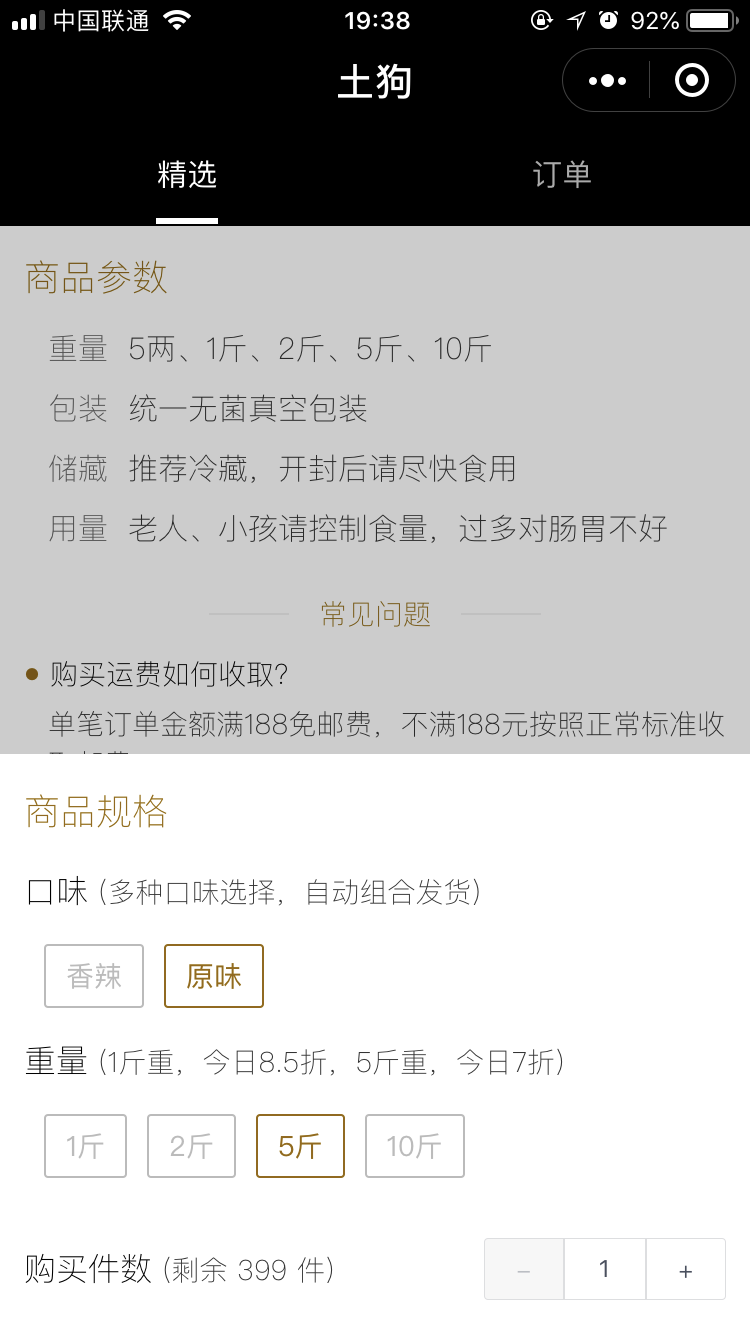 中国联通 19:38 92%
土狗
精选 订单
商品参数
重量 5两、1斤、2斤、5斤、10斤
包装 统一无菌真空包装
储藏 推荐冷藏，开封后请尽快食用
用量 老人、小孩请控制食量，过多对肠胃不好
常见问题
购买运费如何收取?
单笔订单金额满188免邮费，不满188元按照正常标准收
商品规格
口味 (多种口味选择，自动组合发货)
香辣 原味
重量 (1斤重，今日8.5折，5斤重，今日7折)
1斤 2斤 5斤 10斤
购买件数 (剩余 399 件) − 1 +